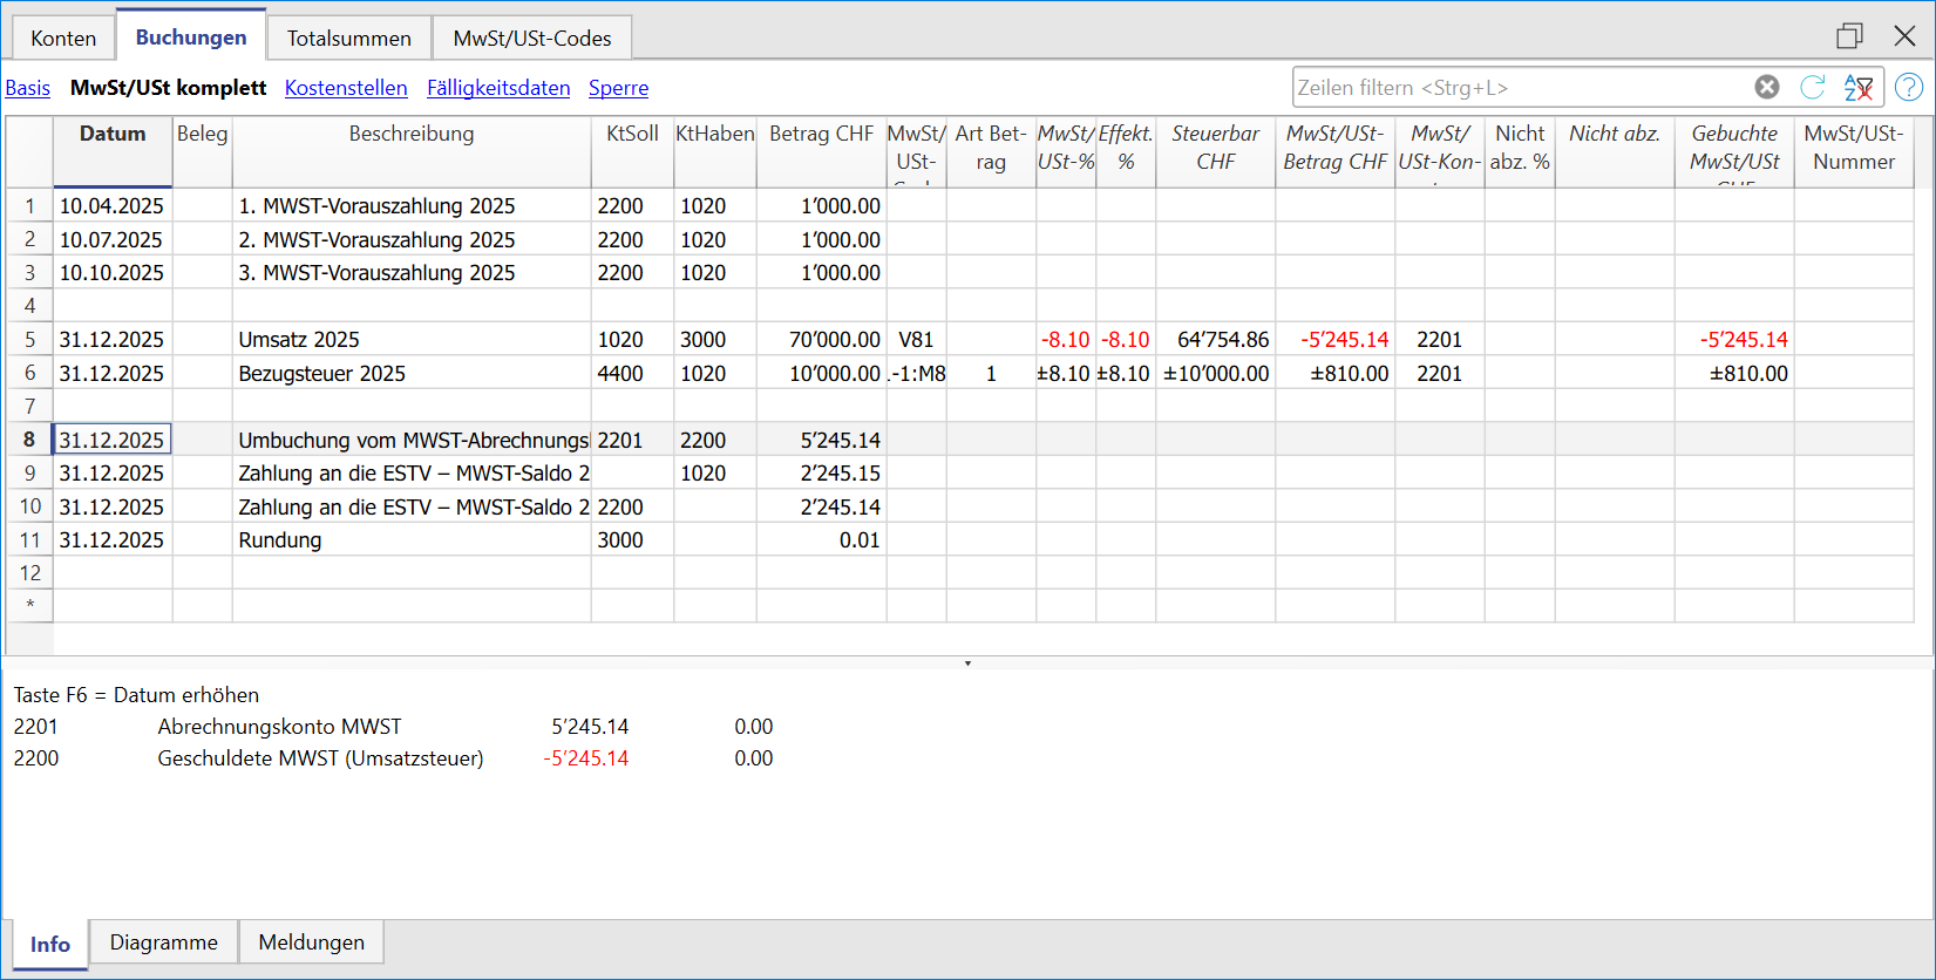 Konten Buchungen Totalsummen MwSt/USt-Codes
Basis MwSt/USt komplett Kostenstellen Fälligkeitsdaten Sperre Zeilen filtern <Strg+L>
Datum Beleg Beschreibung KtSoll KtHaben Betrag CHF MwSt/ Art Bet- MwSt/ Effekt. Steuerbar MwSt/USt- MwSt/ Nicht Nicht abz. Gebuchte MwSt/USt-
USt- rag USt-% % CHF Betrag CHF USt-Kon- abz. % MwSt/USt Nummer
1 10.04.2025 1. MWST-Vorauszahlung 2025 2200 1020 1’000.00
2 10.07.2025 2. MWST-Vorauszahlung 2025 2200 1020 1’000.00
3 10.10.2025 3. MWST-Vorauszahlung 2025 2200 1020 1’000.00
4
5 31.12.2025 Umsatz 2025 1020 3000 70’000.00 V81 -8.10 -8.10 64’754.86 -5’245.14 2201 -5’245.14
6 31.12.2025 Bezugsteuer 2025 4400 1020 10’000.00 .-1:M8 1 ±8.10 ±8.10 ±10’000.00 ±810.00 2201 ±810.00
7
8 31.12.2025 Umbuchung vom MWST-Abrechnungs 2201 2200 5’245.14
9 31.12.2025 Zahlung an die ESTV – MWST-Saldo 2 1020 2’245.15
10 31.12.2025 Zahlung an die ESTV – MWST-Saldo 2 2200 2’245.14
11 31.12.2025 Rundung 3000 0.01
12
*
Taste F6 = Datum erhöhen
2201 Abrechnungskonto MWST 5’245.14 0.00
2200 Geschuldete MWST (Umsatzsteuer) -5’245.14 0.00
Info Diagramme Meldungen